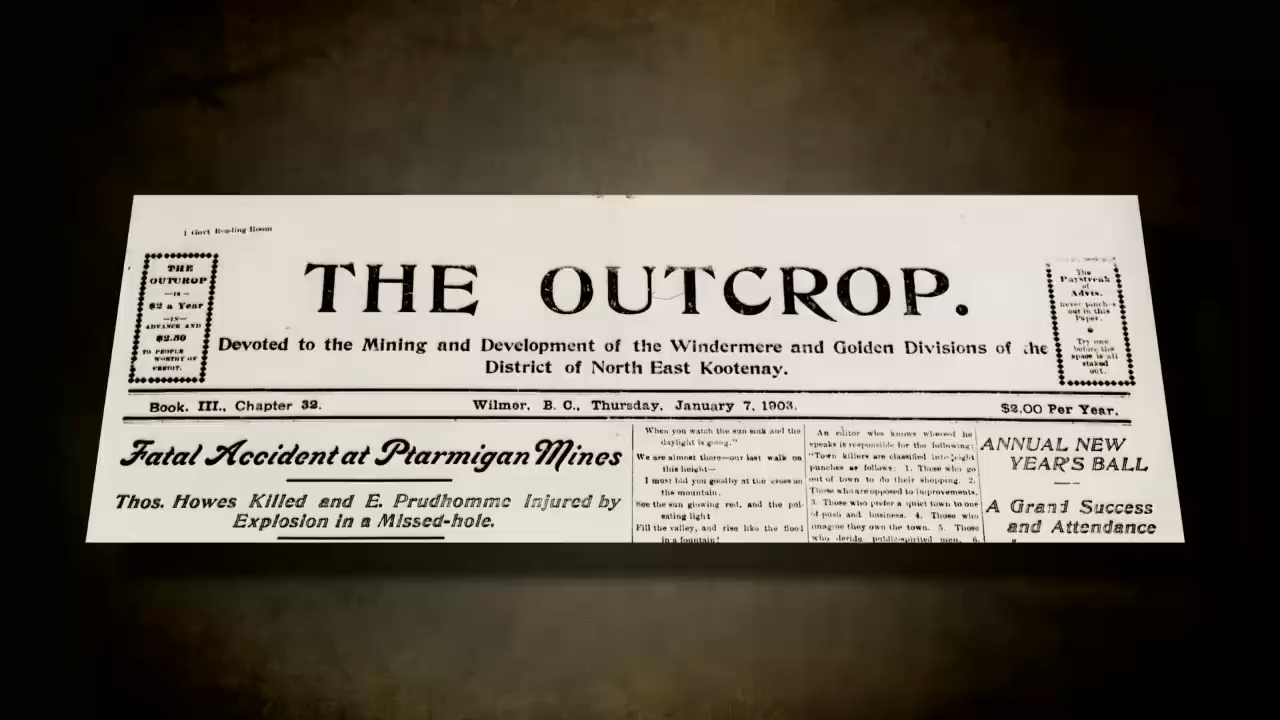 1 Govt Reading Room
THE
OUTCROP
—IS—
$2 a Year
—IN—
ADVANCE AND
$2.50
TO PEOPLE
WORTHY OF
CREDIT.
THE OUTCROP.
Devoted to the Mining and Development of the Windermere and Golden Divisions of the
District of North East Kootenay.
The
Paystreak
of
Advts.
never pinches
out in this
Paper.
Try one
before the
space is all
staked
out.
Book. III., Chapter 32.
Wilmer, B. C., Thursday, January 7, 1903.
$2.00 Per Year.
Fatal Accident at Ptarmigan Mines
Thos. Howes Killed and E. Prudhomme Injured by
Explosion in a Missed-hole.
When you watch the sun sink and the
daylight is going."
We are almost there—our last walk on
this height—
I must bid you goodby at the cross on
the mountain.
See the sun glowing red, and the pul-
sating light
Fill the valley, and rise like the flood
in a fountain!
An editor who knows whereof he
speaks is responsible for the following:
"Town killers are classified into eight
punches as follows: 1. Those who go
out of town to do their shopping. 2.
Those who are opposed to improvements.
3. Those who prefer a quiet town to one
of push and business. 4. Those who
imagine they own the town. 5. Those
who deride public-spirited men. 6.
ANNUAL NEW
YEAR'S BALL
A Grand Success
and Attendance